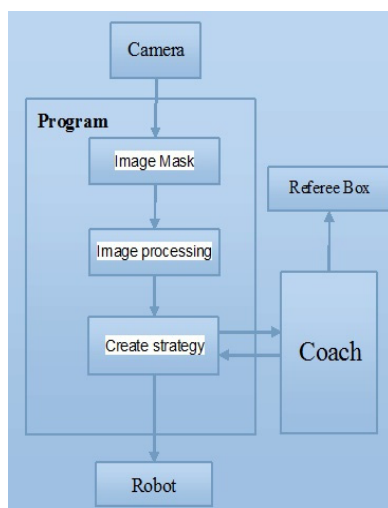 Camera
Program
Image Mask
Referee Box
Image processing
Create strategy
Coach
Robot